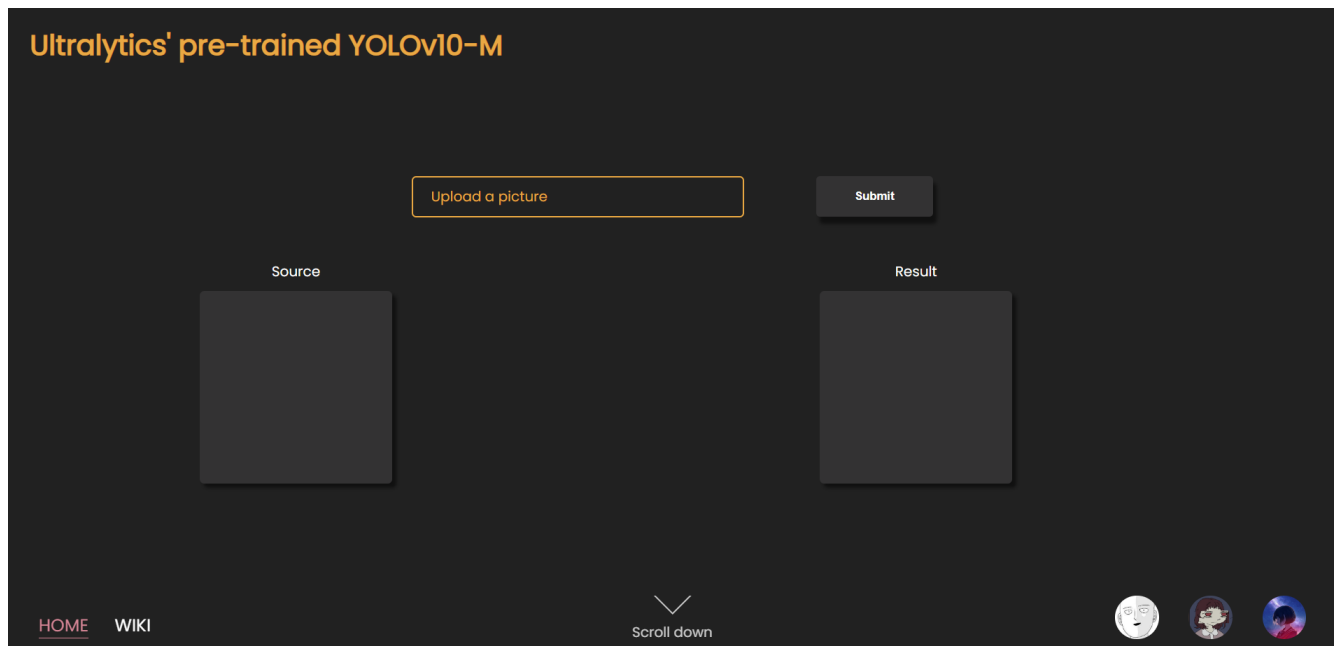 Ultralytics' pre-trained YOLOv10-M
Upload a picture
Submit
Source
Result
HOME
WIKI
Scroll down